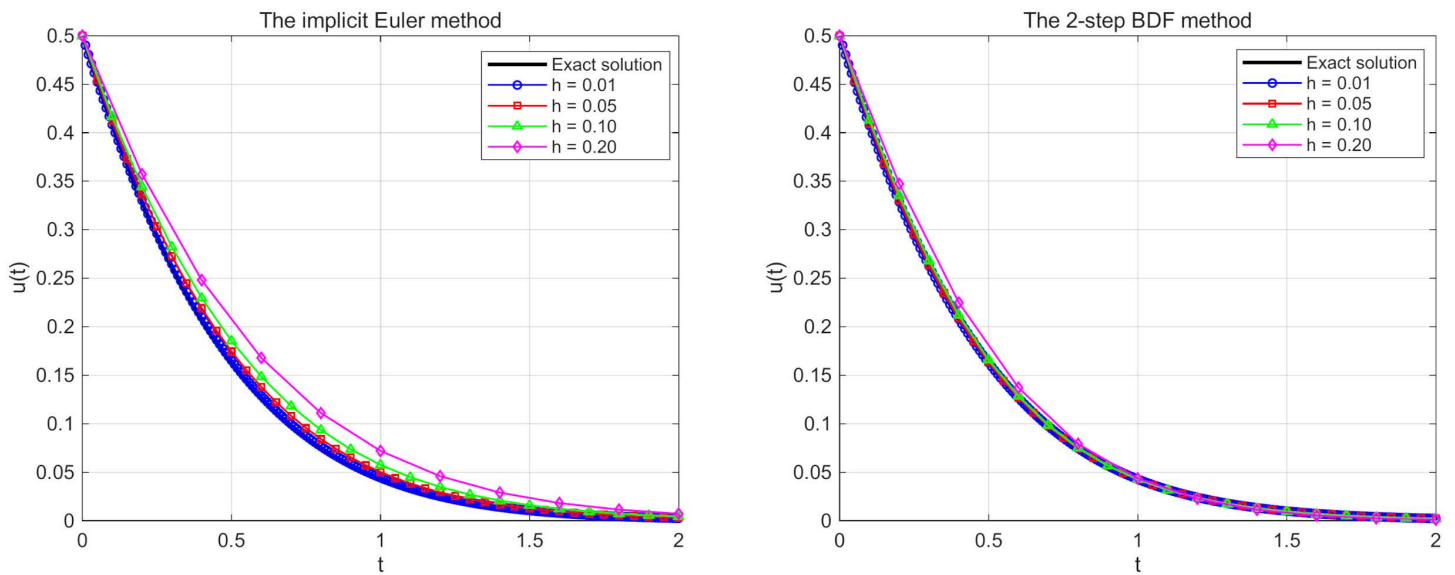 The implicit Euler method
0.5
0.45
0.4
0.35
0.3
0.25
0.2
0.15
0.1
0.05
0
u(t)
Exact solution
h = 0.01
h = 0.05
h = 0.10
h = 0.20
0
0.5
1
1.5
2
t
The 2-step BDF method
0.5
0.45
0.4
0.35
0.3
0.25
0.2
0.15
0.1
0.05
0
u(t)
Exact solution
h = 0.01
h = 0.05
h = 0.10
h = 0.20
0
0.5
1
1.5
2
t